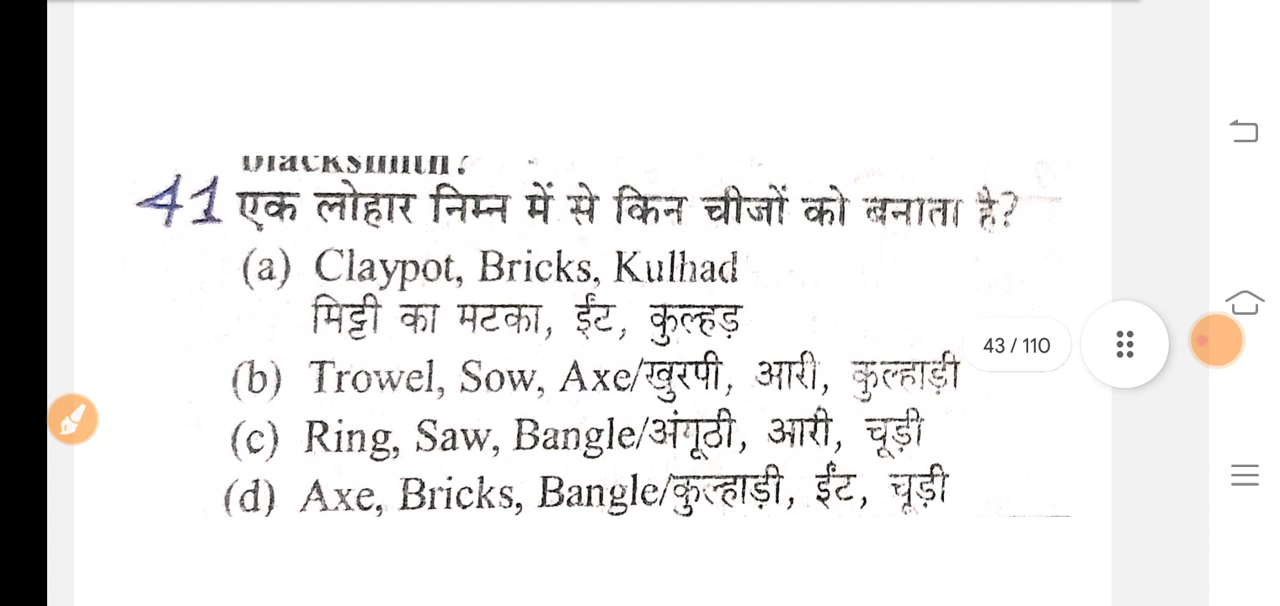 blacksmith?
41 एक लोहार निम्न में से किन चीजों को बनाता है?
(a) Claypot, Bricks, Kulhad
मिट्टी का मटका, ईंट, कुल्हड़
43 / 110
(b) Trowel, Sow, Axe/खुरपी, आरी, कुल्हाड़ी
(c) Ring, Saw, Bangle/अंगूठी, आरी, चूड़ी
(d) Axe, Bricks, Bangle/कुल्हाड़ी, ईंट, चूड़ी